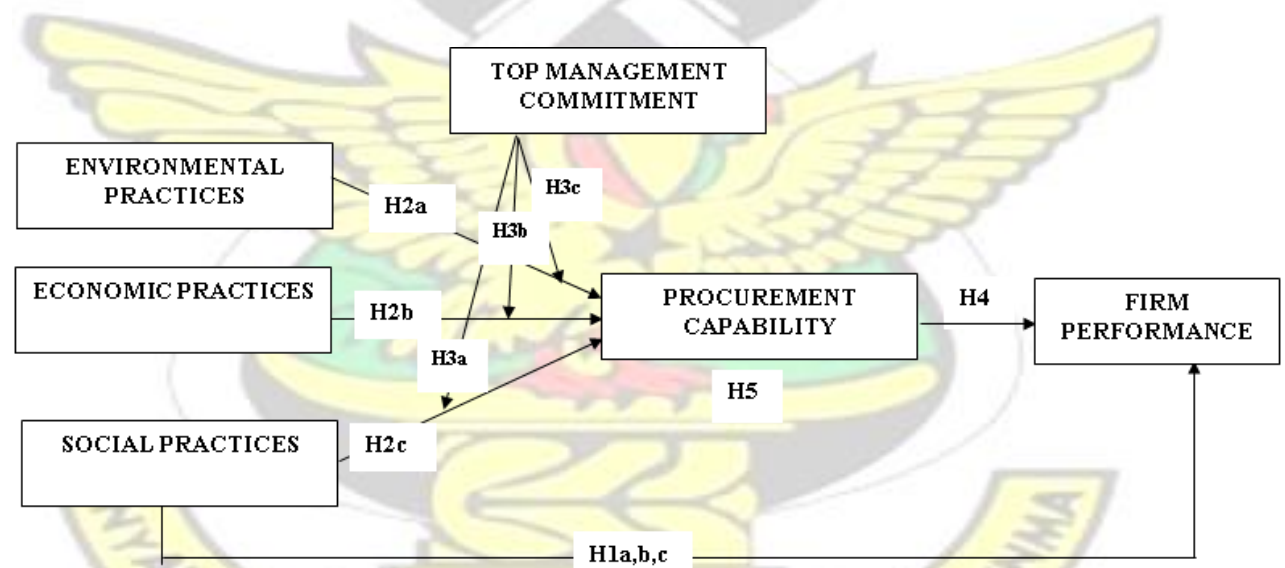 TOP MANAGEMENT
COMMITMENT
ENVIRONMENTAL
PRACTICES
H2a
H3c
H3b
ECONOMIC PRACTICES
H2b
H3a
PROCUREMENT
CAPABILITY
H4
FIRM
PERFORMANCE
H5
SOCIAL PRACTICES
H2c
H1a,b,c